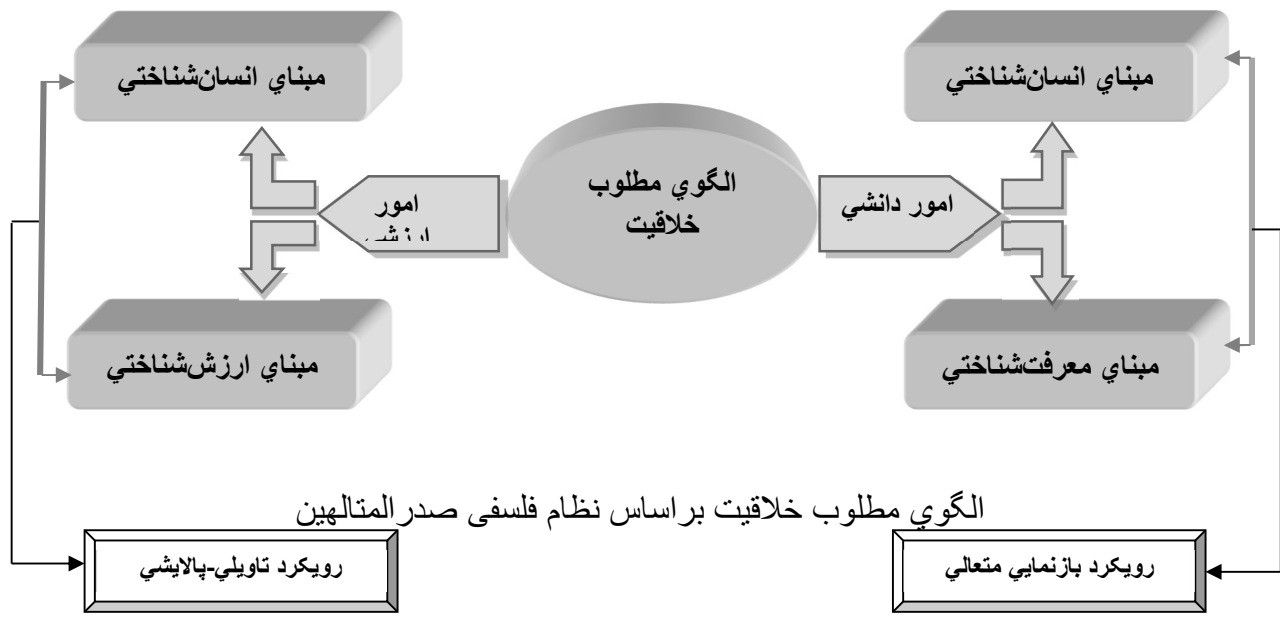 مبناي انسان‌شناختي
مبناي انسان‌شناختي
الگوي مطلوب
خلاقيت
امور دانشي
امور
ارزشي
مبناي معرفت‌شناختي
مبناي ارزش‌شناختي
الگوي مطلوب خلاقيت براساس نظام فلسفی صدرالمتالهين
رويكرد بازنمايي متعالي
رويكرد تاويلي-پالايشي